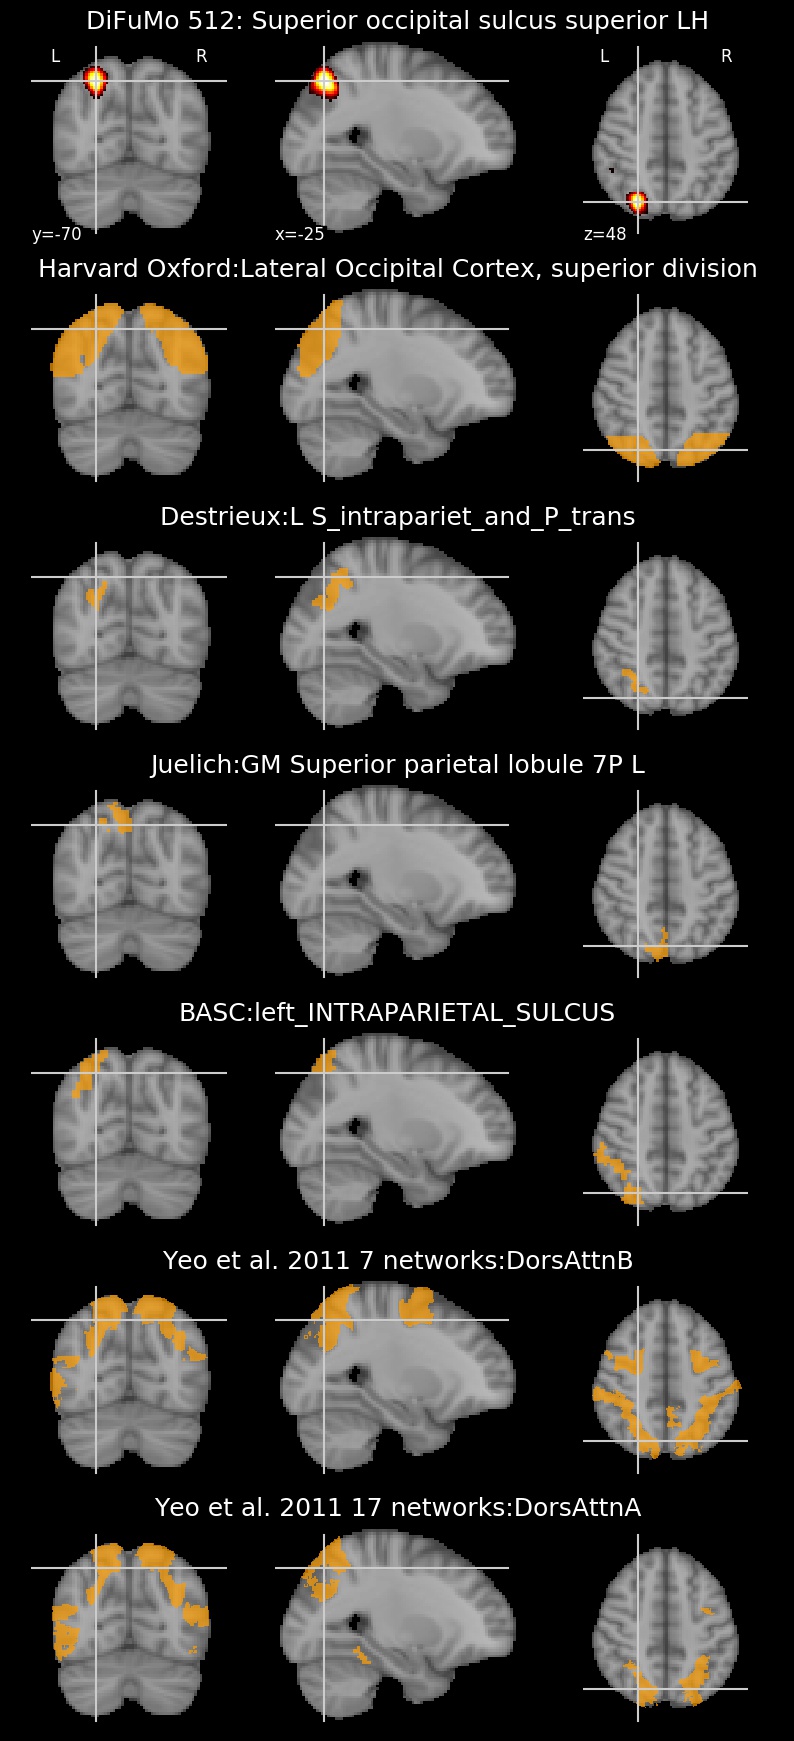 DiFuMo 512: Superior occipital sulcus superior LH
L R L R
y=-70 x=-25 z=48
Harvard Oxford:Lateral Occipital Cortex, superior division
Destrieux:L S_intrapariet_and_P_trans
Juelich:GM Superior parietal lobule 7P L
BASC:left_INTRAPARIETAL_SULCUS
Yeo et al. 2011 7 networks:DorsAttnB
Yeo et al. 2011 17 networks:DorsAttnA